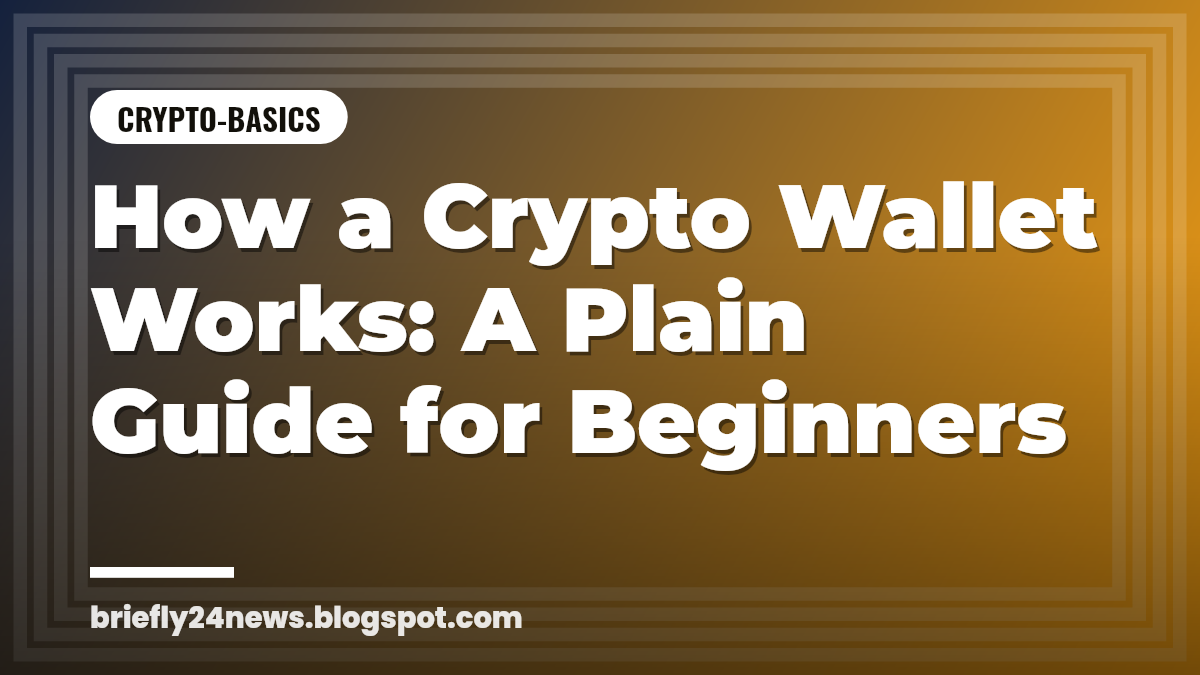 CRYPTO-BASICS
How a Crypto Wallet
Works: A Plain
Guide for Beginners
briefly24news.blogspot.com